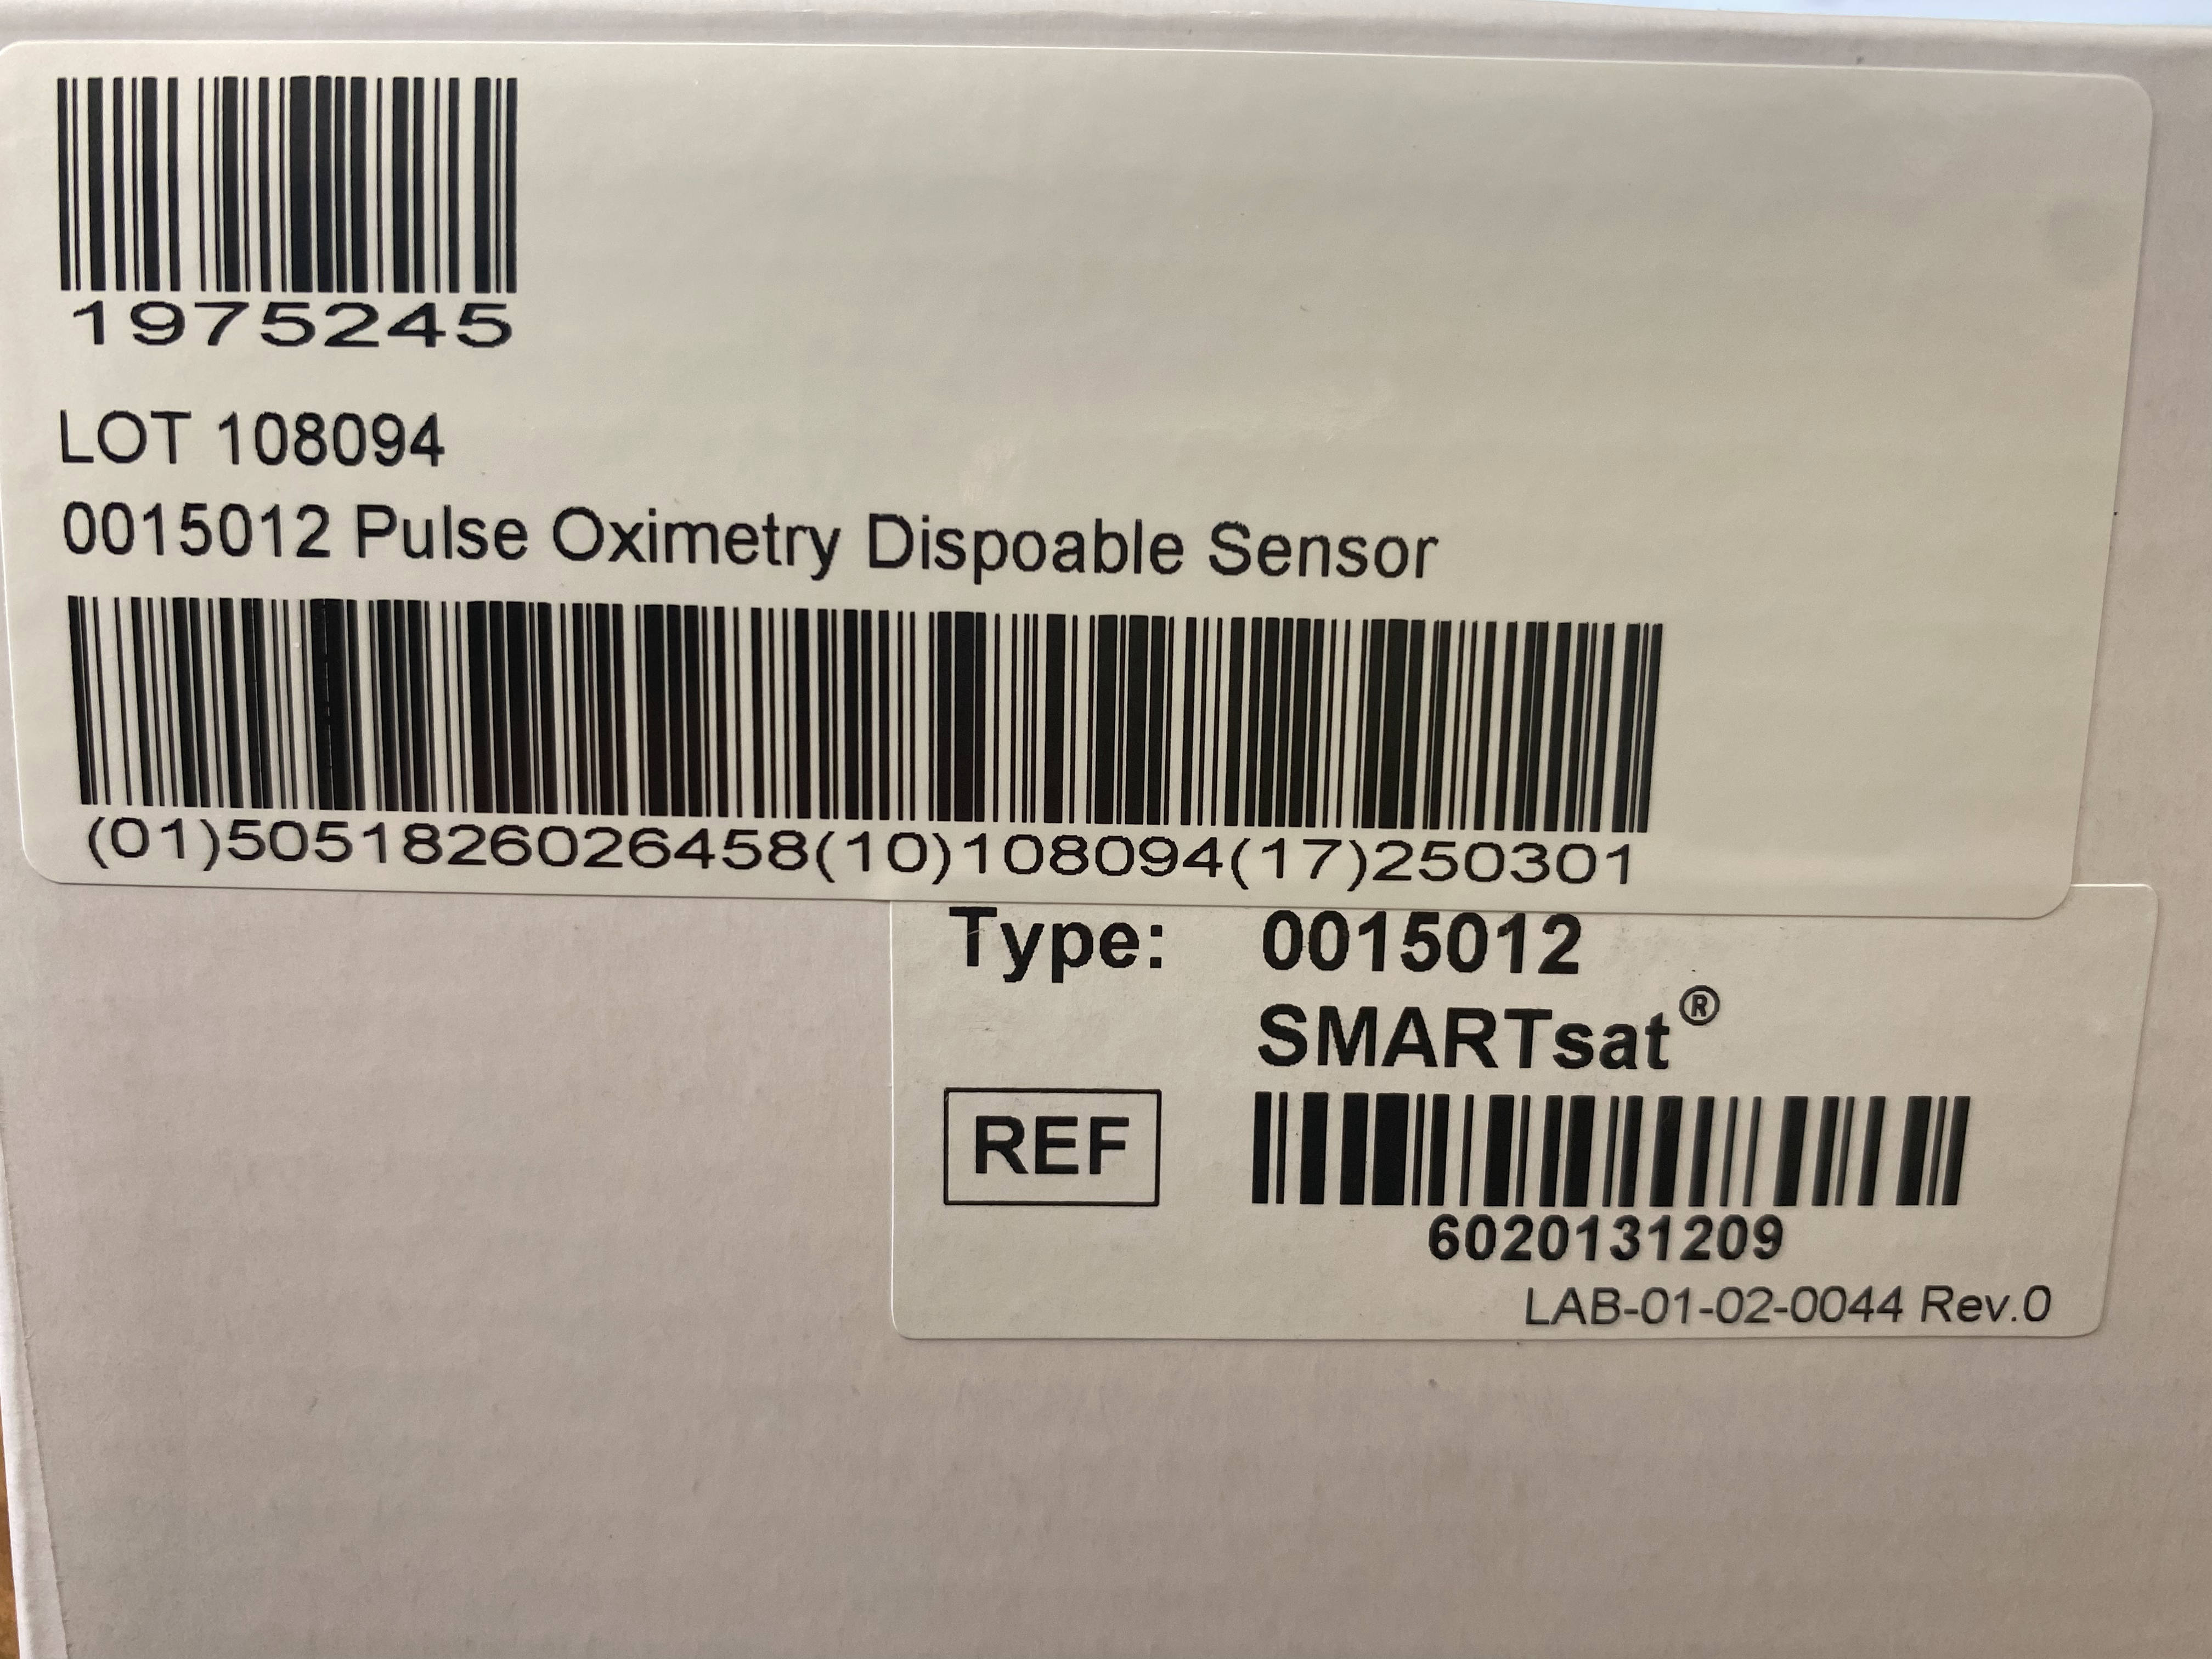 1975245
LOT 108094
0015012 Pulse Oximetry Dispoable Sensor
(01)5051826026458(10)108094(17)250301
Type: 0015012
SMARTsat®
REF
6020131209
LAB-01-02-0044 Rev.0